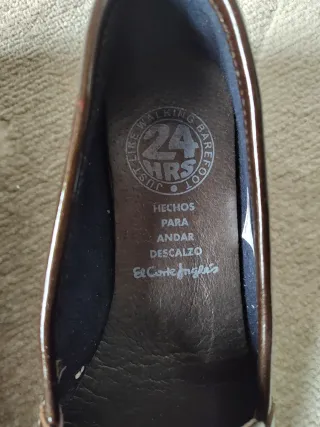 JUST LIKE WALKING BAREFOOT
24
HRS
HECHOS
PARA
ANDAR
DESCALZO
El Corte Inglés